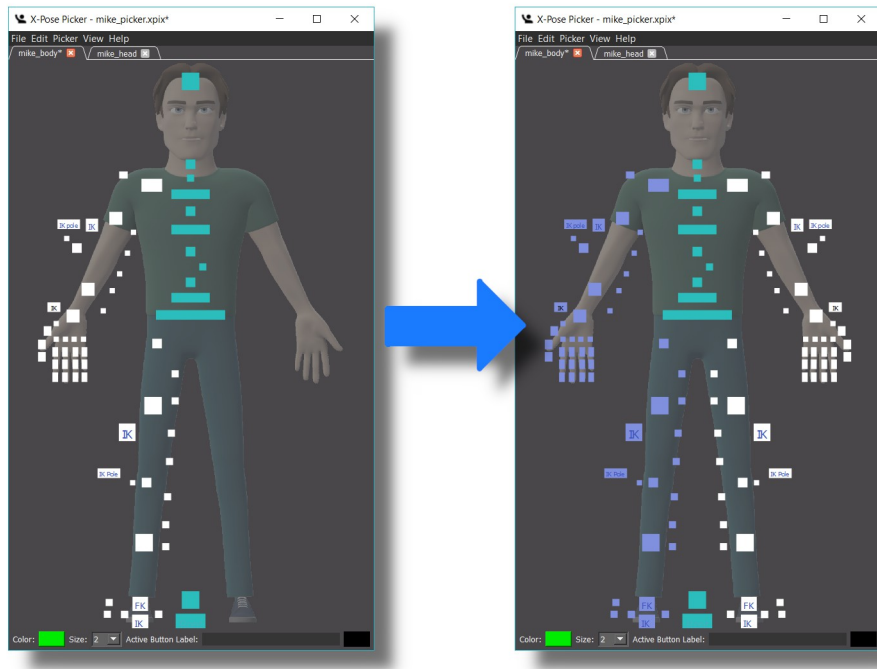 X-Pose Picker - mike_picker.xpix*
File Edit Picker View Help
mike_body* mike_head
IK pole IK
IK
IK
IK Pole
FK
IK
Color: Size: 2 Active Button Label:
X-Pose Picker - mike_picker.xpix*
File Edit Picker View Help
mike_body* mike_head
IK pole IK IK IK pole
IK IK
IK IK
IK Pole IK Pole
FK FK
IK IK
Color: Size: 2 Active Button Label: